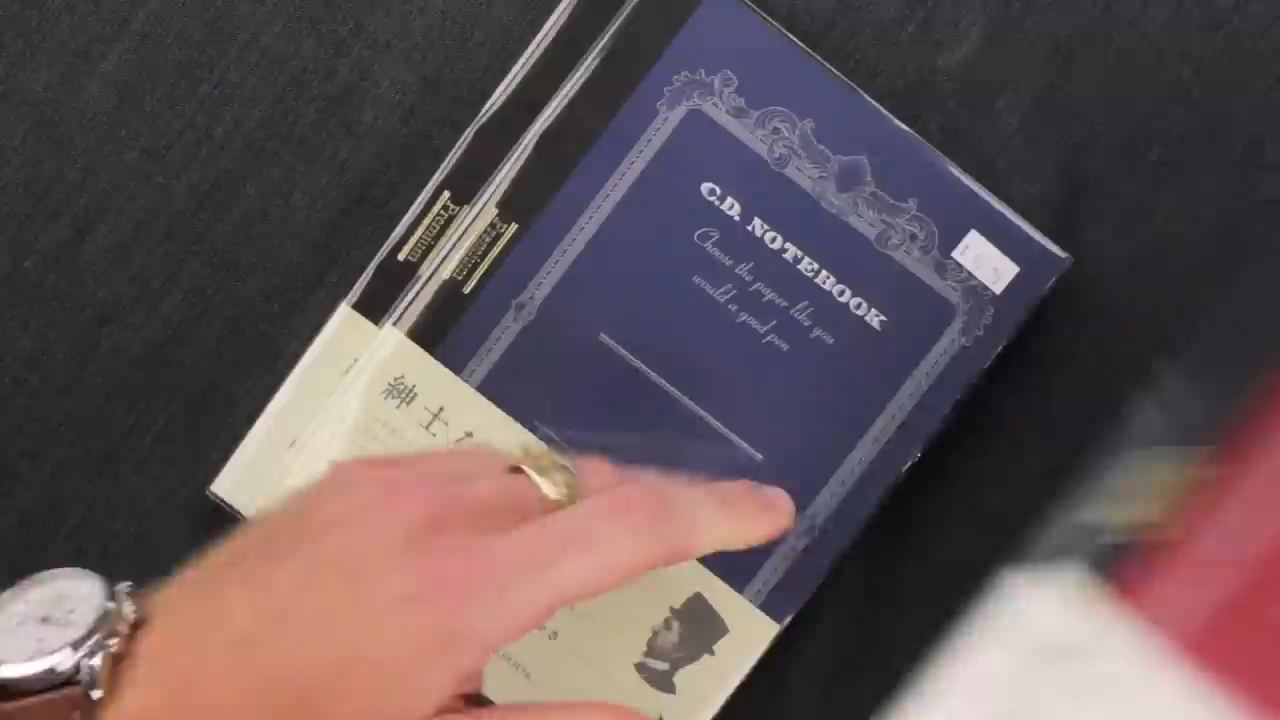 C.D. NOTEBOOK
Choose the paper like you
would a good pen
Premium
Premium
紳士